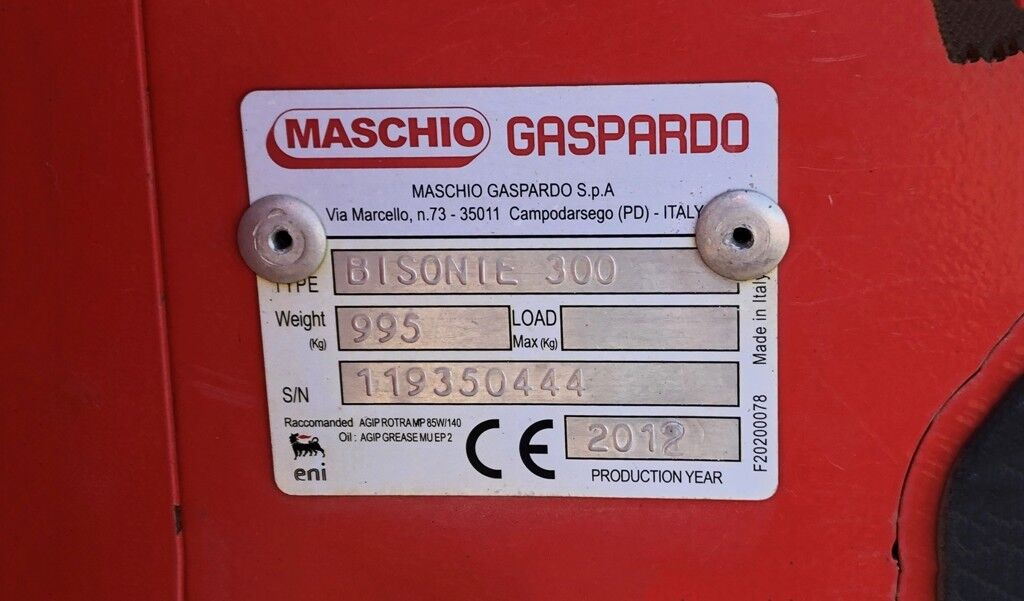 MASCHIO GASPARDO
MASCHIO GASPARDO S.p.A
Via Marcello, n.73 - 35011 Campodarsego (PD) - ITALY
TYPE BISONTE 300
Weight (Kg) 995 LOAD Max (Kg)
S/N 119350444
Raccomanded AGIP ROTRA MP 85W/140
Oil : AGIP GREASE MU EP 2
eni
CE
2012
PRODUCTION YEAR
F20200078 Made in Italy